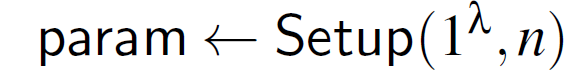 param ← Setup(1^λ, n)